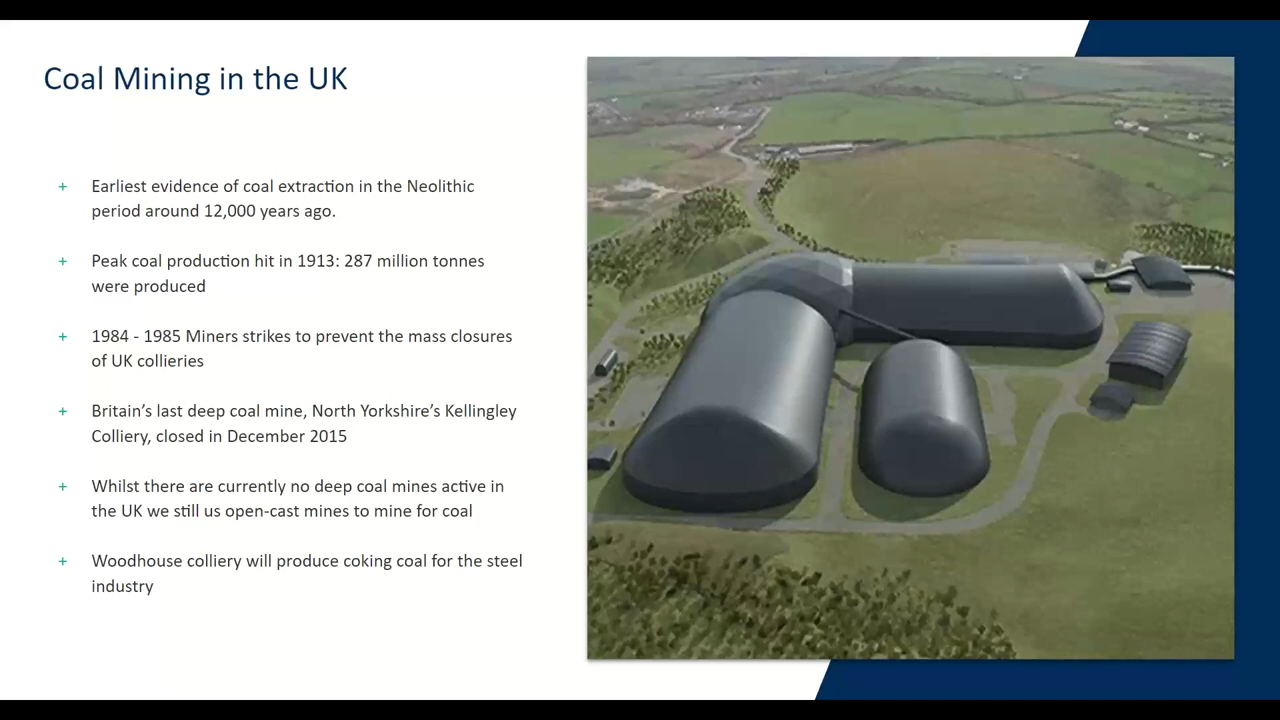 Coal Mining in the UK
+ Earliest evidence of coal extraction in the Neolithic
period around 12,000 years ago.
+ Peak coal production hit in 1913: 287 million tonnes
were produced
+ 1984 - 1985 Miners strikes to prevent the mass closures
of UK collieries
+ Britain’s last deep coal mine, North Yorkshire’s Kellingley
Colliery, closed in December 2015
+ Whilst there are currently no deep coal mines active in
the UK we still us open-cast mines to mine for coal
+ Woodhouse colliery will produce coking coal for the steel
industry